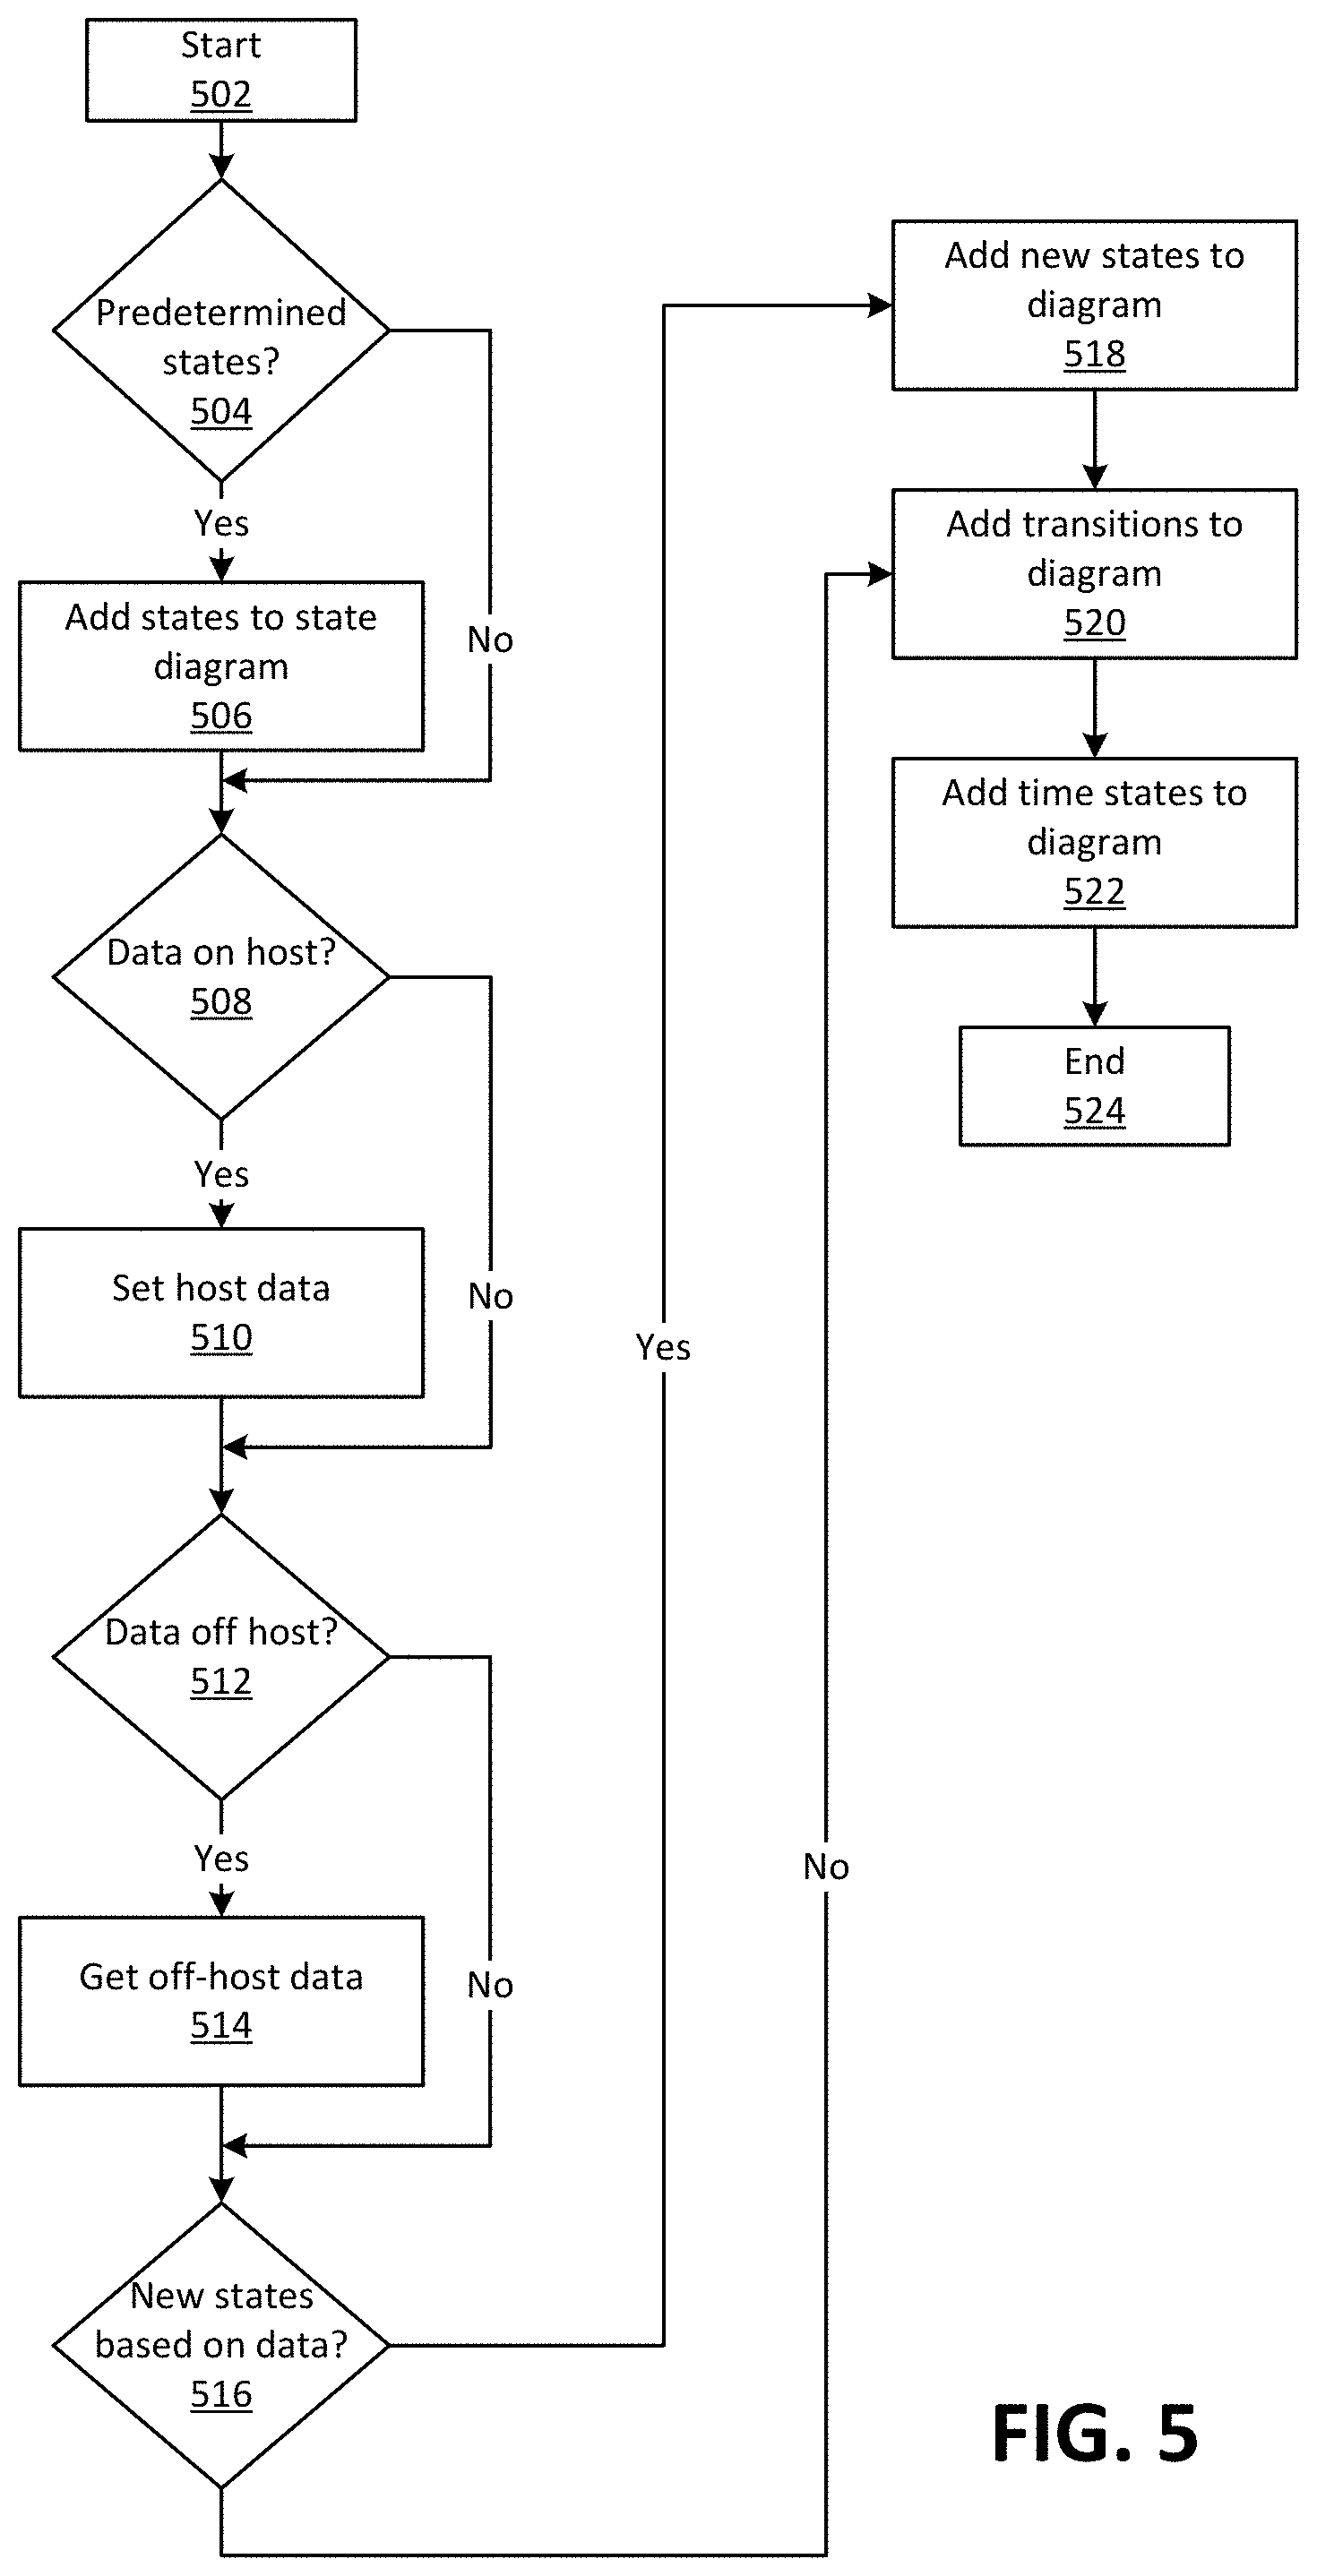 Start
502
Predetermined
states?
504
Yes
No
Add states to state
diagram
506
Data on host?
508
Yes
No
Set host data
510
Data off host?
512
Yes
No
Get off-host data
514
New states
based on data?
516
Yes
No
Add new states to
diagram
518
Add transitions to
diagram
520
Add time states to
diagram
522
End
524
FIG. 5